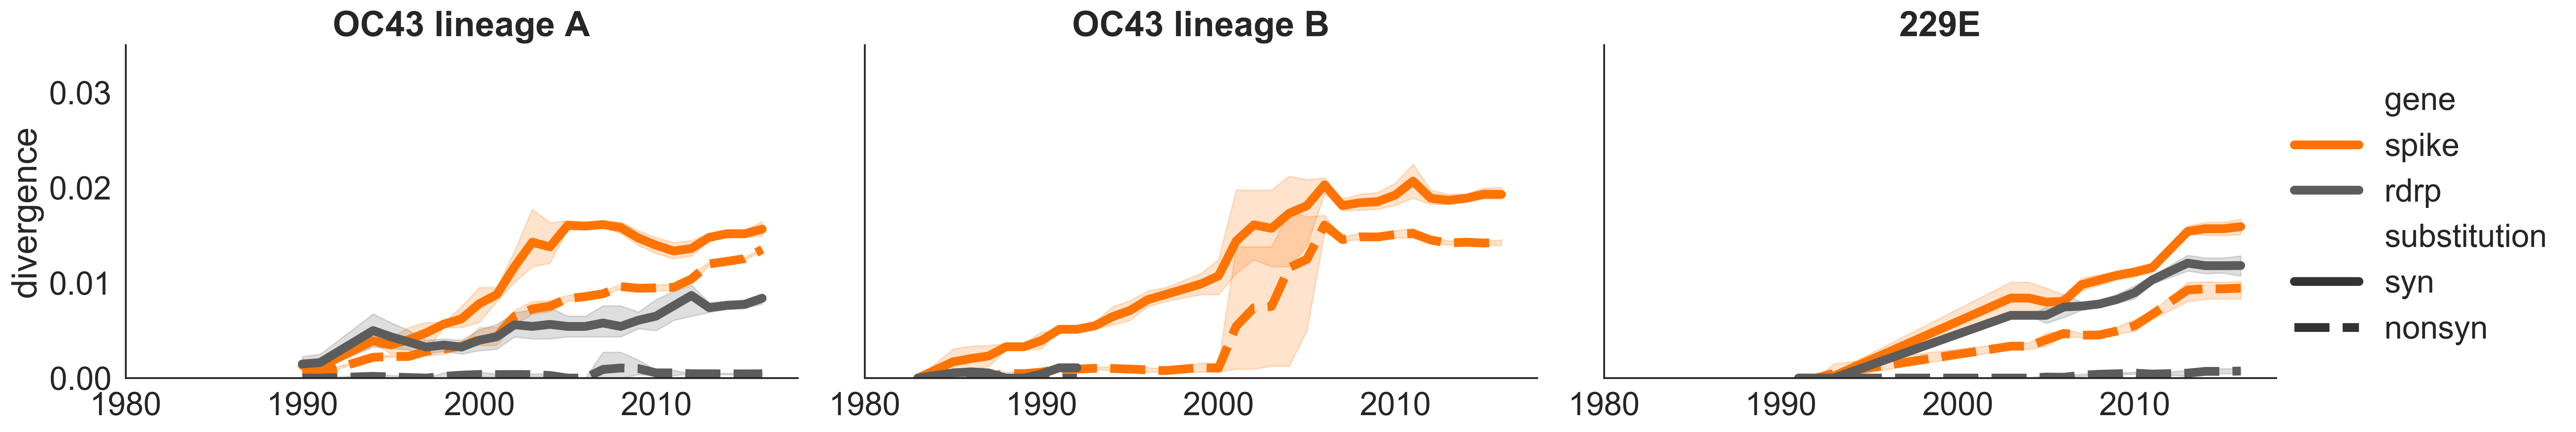 OC43 lineage A
OC43 lineage B
229E
divergence
0.03
0.02
0.01
0.00
1980
1990
2000
2010
1980
1990
2000
2010
1980
1990
2000
2010
gene
spike
rdrp
substitution
syn
nonsyn